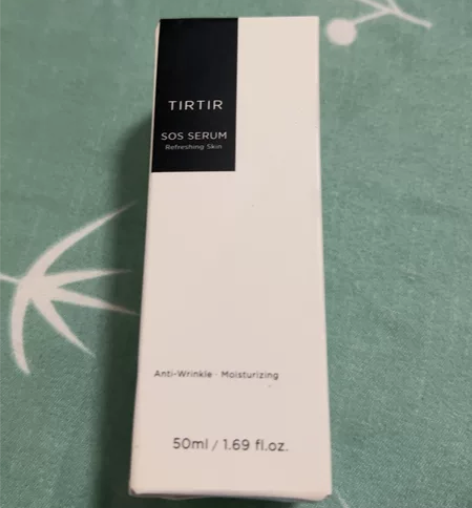 TIRTIR
SOS SERUM
Refreshing Skin
Anti-Wrinkle · Moisturizing
50ml / 1.69 fl.oz.